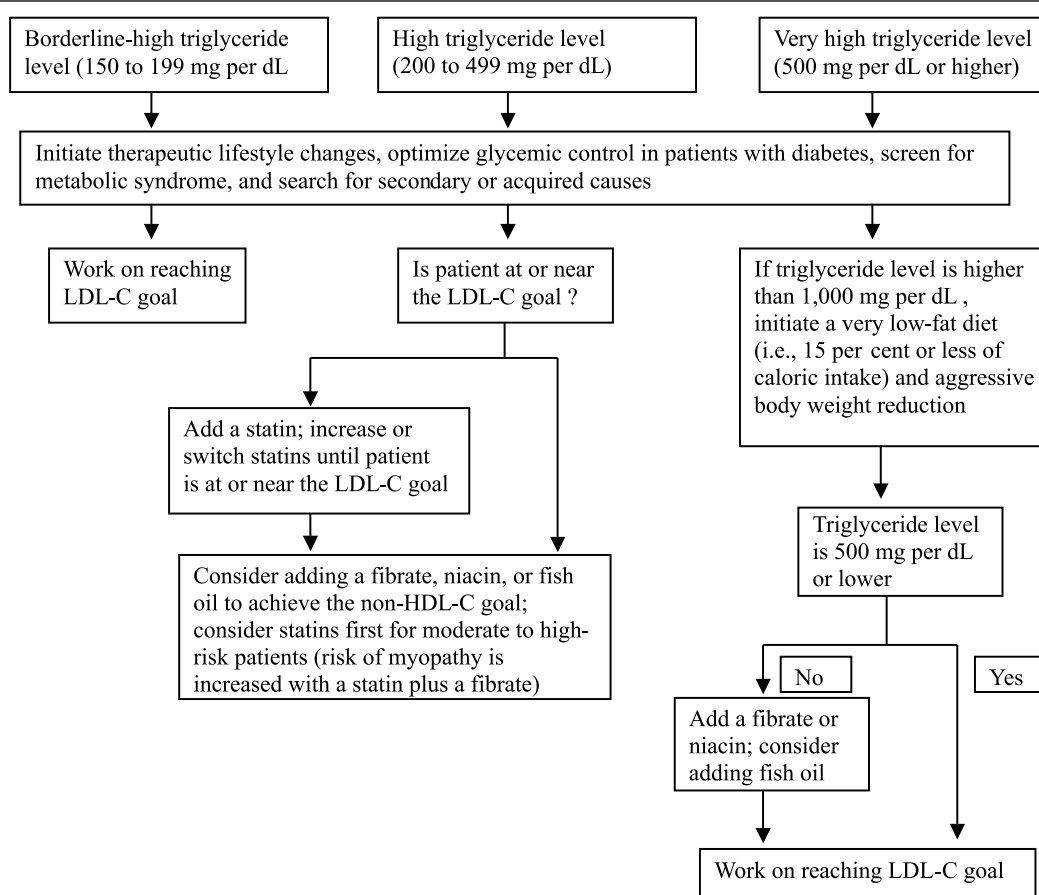 Borderline-high triglyceride
level (150 to 199 mg per dL
High triglyceride level
(200 to 499 mg per dL)
Very high triglyceride level
(500 mg per dL or higher)
Initiate therapeutic lifestyle changes, optimize glycemic control in patients with diabetes, screen for
metabolic syndrome, and search for secondary or acquired causes
Work on reaching
LDL-C goal
Is patient at or near
the LDL-C goal ?
If triglyceride level is higher
than 1,000 mg per dL ,
initiate a very low-fat diet
(i.e., 15 per cent or less of
caloric intake) and aggressive
body weight reduction
Add a statin; increase or
switch statins until patient
is at or near the LDL-C goal
Triglyceride level
is 500 mg per dL
or lower
Consider adding a fibrate, niacin, or fish
oil to achieve the non-HDL-C goal;
consider statins first for moderate to high-
risk patients (risk of myopathy is
increased with a statin plus a fibrate)
No
Yes
Add a fibrate or
niacin; consider
adding fish oil
Work on reaching LDL-C goal